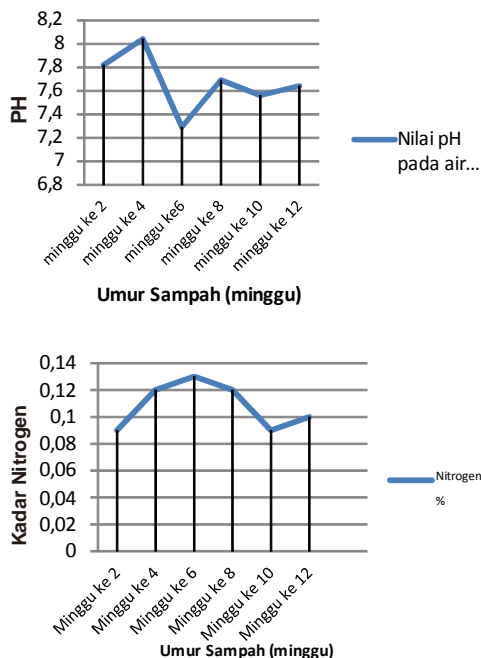 8,2
8
7,8
7,6
7,4
7,2
7
6,8
PH
minggu ke 2
minggu ke 4
minggu ke6
minggu ke 8
minggu ke 10
minggu ke 12
Umur Sampah (minggu)
Nilai pH
pada air...
0,14
0,12
0,1
0,08
0,06
0,04
0,02
0
Kadar Nitrogen
Minggu ke 2
Minggu ke 4
Minggu ke 6
Minggu ke 8
Minggu ke 10
Minggu ke 12
Umur Sampah (minggu)
Nitrogen
%